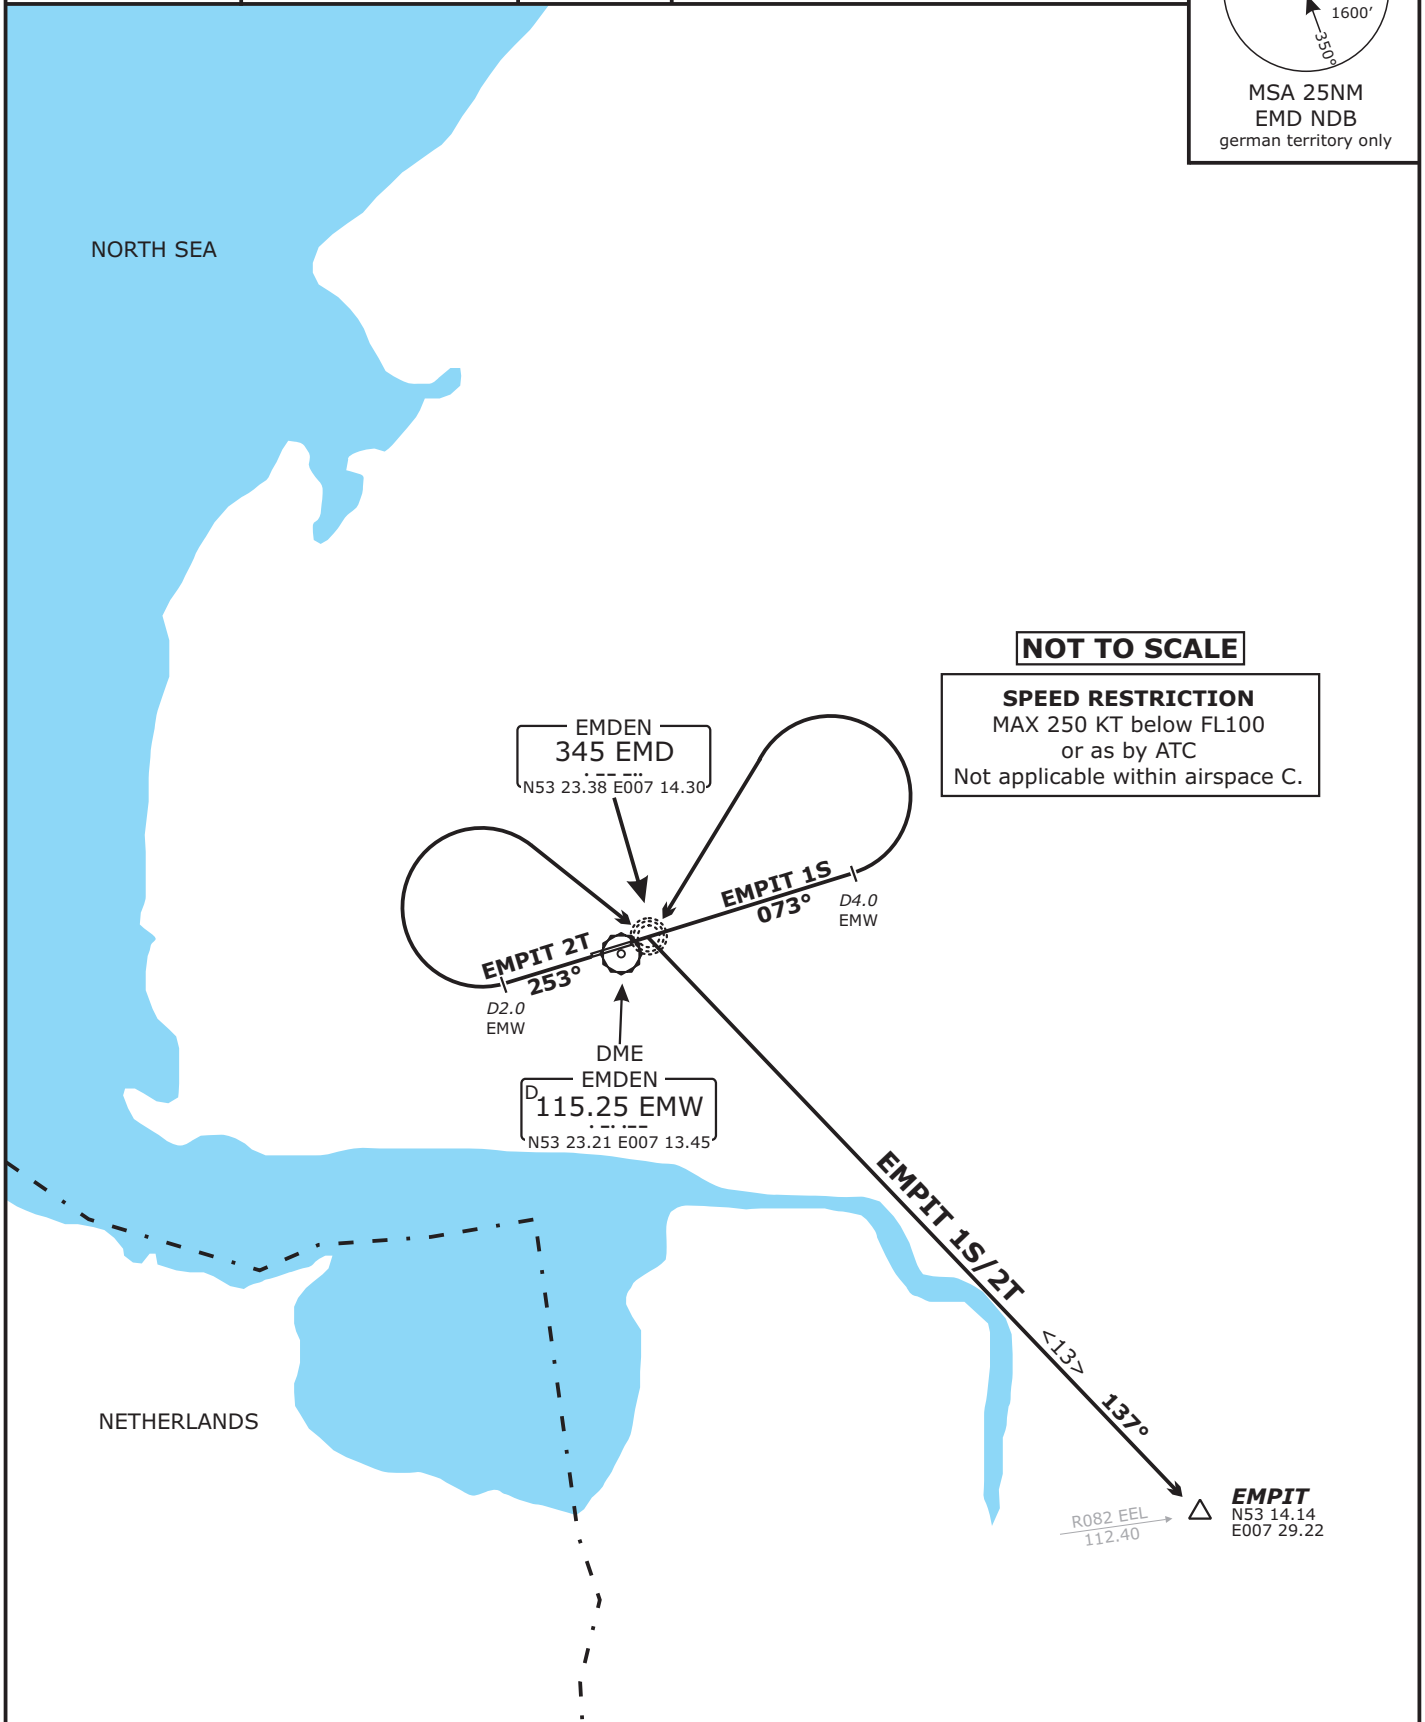 1600’
350°
MSA 25NM
EMD NDB
german territory only
NORTH SEA
NOT TO SCALE
SPEED RESTRICTION
MAX 250 KT below FL100
or as by ATC
Not applicable within airspace C.
EMDEN
345 EMD
N53 23.38 E007 14.30
EMPIT 1S
073°
D4.0
EMW
EMPIT 2T
253°
D2.0
EMW
DME
EMDEN
D
115.25 EMW
N53 23.21 E007 13.45
EMPIT 1S/2T
<13>
137°
NETHERLANDS
EMPIT
N53 14.14
E007 29.22
R082 EEL
112.40